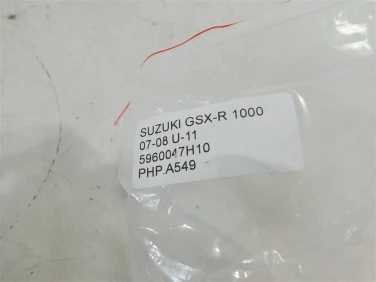 SUZUKI GSX-R 1000
07-08 U-11
5960047H10
PHP.A549